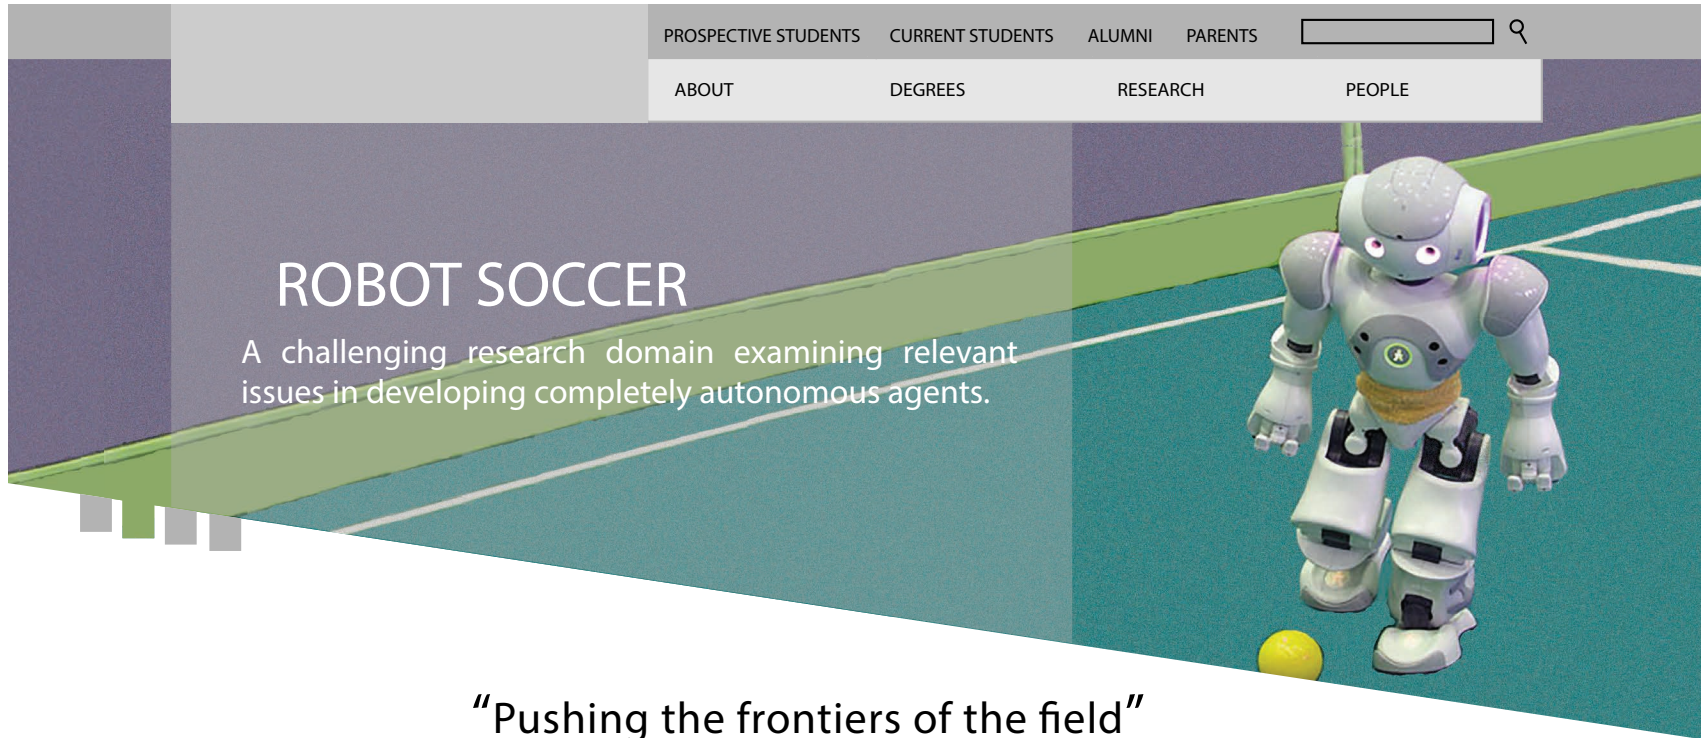 PROSPECTIVE STUDENTS CURRENT STUDENTS ALUMNI PARENTS
ABOUT DEGREES RESEARCH PEOPLE
ROBOT SOCCER
A challenging research domain examining relevant
issues in developing completely autonomous agents.
“Pushing the frontiers of the field”